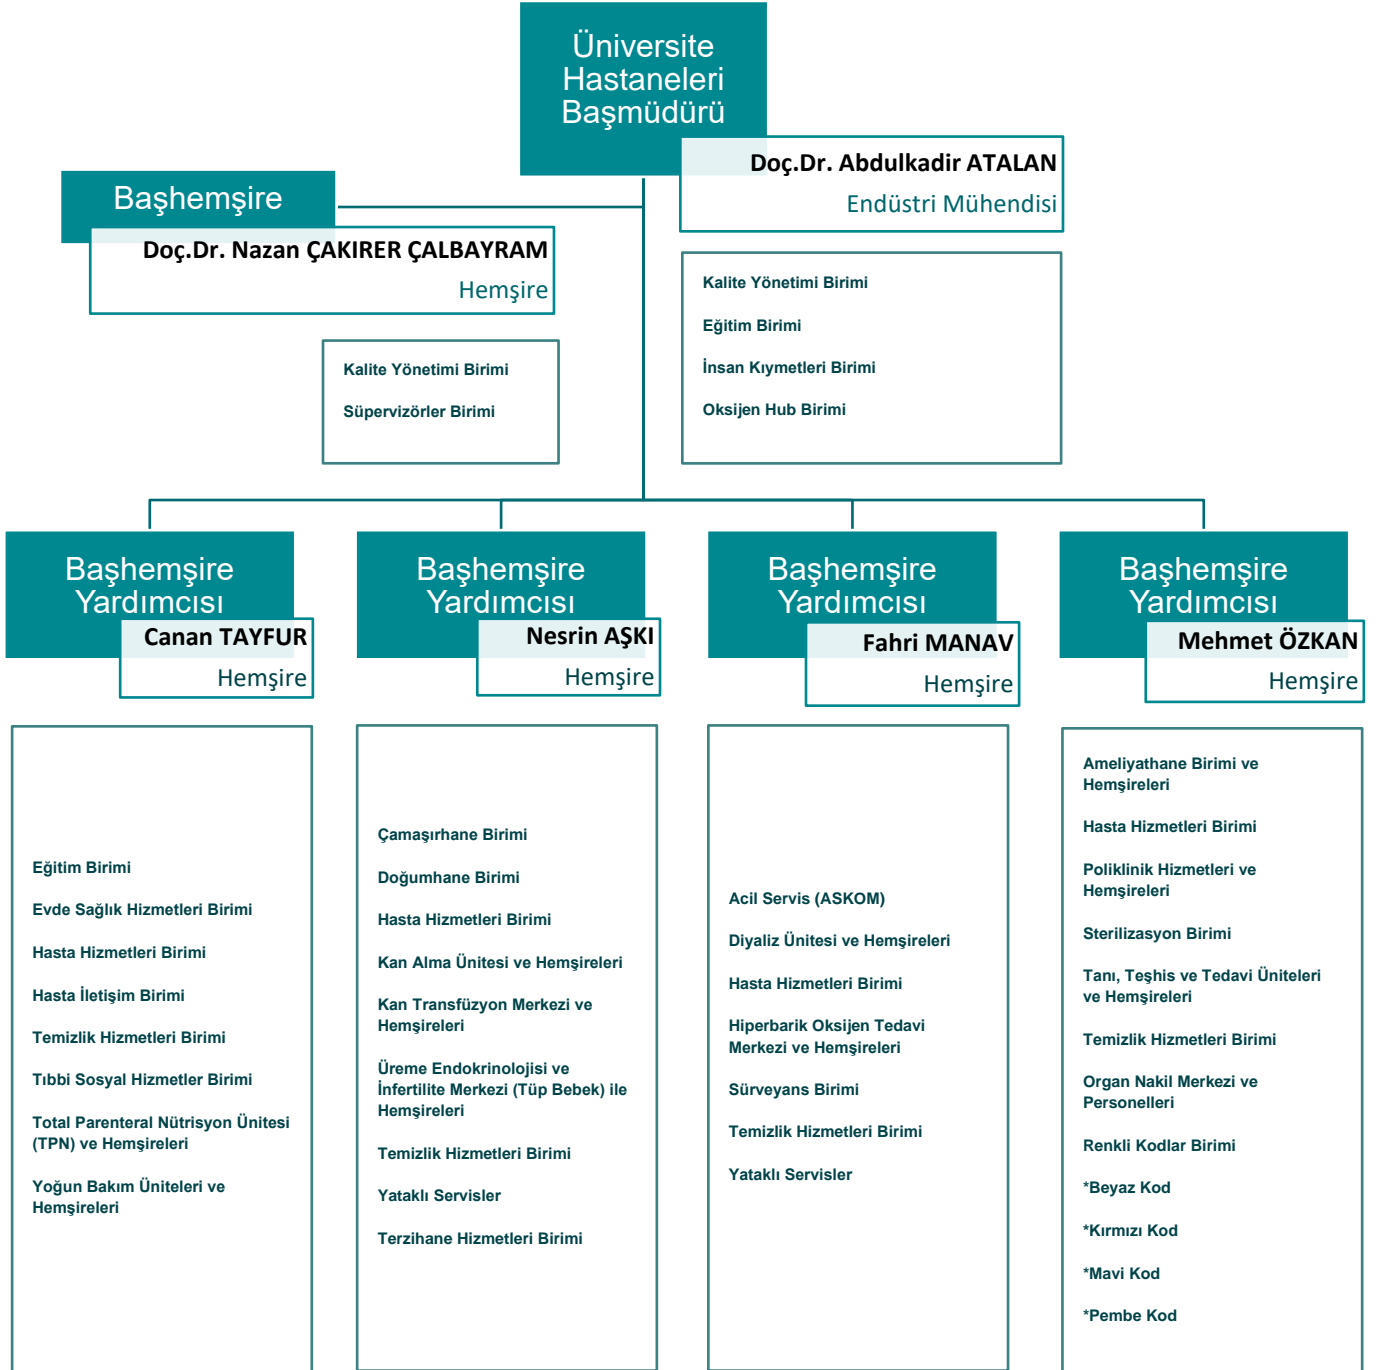 Üniversite
Hastaneleri
Başmüdürü
Doç.Dr. Abdulkadir ATALAN
Endüstri Mühendisi
Başhemşire
Doç.Dr. Nazan ÇAKIRER ÇALBAYRAM
Hemşire
Kalite Yönetimi Birimi
Eğitim Birimi
İnsan Kıymetleri Birimi
Oksijen Hub Birimi
Kalite Yönetimi Birimi
Süpervizörler Birimi
Başhemşire
Yardımcısı
Canan TAYFUR
Hemşire
Başhemşire
Yardımcısı
Nesrin AŞKI
Hemşire
Başhemşire
Yardımcısı
Fahri MANAV
Hemşire
Başhemşire
Yardımcısı
Mehmet ÖZKAN
Hemşire
Eğitim Birimi
Evde Sağlık Hizmetleri Birimi
Hasta Hizmetleri Birimi
Hasta İletişim Birimi
Temizlik Hizmetleri Birimi
Tıbbi Sosyal Hizmetler Birimi
Total Parenteral Nütrisyon Ünitesi
(TPN) ve Hemşireleri
Yoğun Bakım Üniteleri ve
Hemşireleri
Çamaşırhane Birimi
Doğumhane Birimi
Hasta Hizmetleri Birimi
Kan Alma Ünitesi ve Hemşireleri
Kan Transfüzyon Merkezi ve
Hemşireleri
Üreme Endokrinolojisi ve
İnfertilite Merkezi (Tüp Bebek) ile
Hemşireleri
Temizlik Hizmetleri Birimi
Yataklı Servisler
Terzihane Hizmetleri Birimi
Acil Servis (ASKOM)
Diyaliz Ünitesi ve Hemşireleri
Hasta Hizmetleri Birimi
Hiperbarik Oksijen Tedavi
Merkezi ve Hemşireleri
Sürveyans Birimi
Temizlik Hizmetleri Birimi
Yataklı Servisler
Ameliyathane Birimi ve
Hemşireleri
Hasta Hizmetleri Birimi
Poliklinik Hizmetleri ve
Hemşireleri
Sterilizasyon Birimi
Tanı, Teşhis ve Tedavi Üniteleri
ve Hemşireleri
Temizlik Hizmetleri Birimi
Organ Nakil Merkezi ve
Personelleri
Renkli Kodlar Birimi
*Beyaz Kod
*Kırmızı Kod
*Mavi Kod
*Pembe Kod